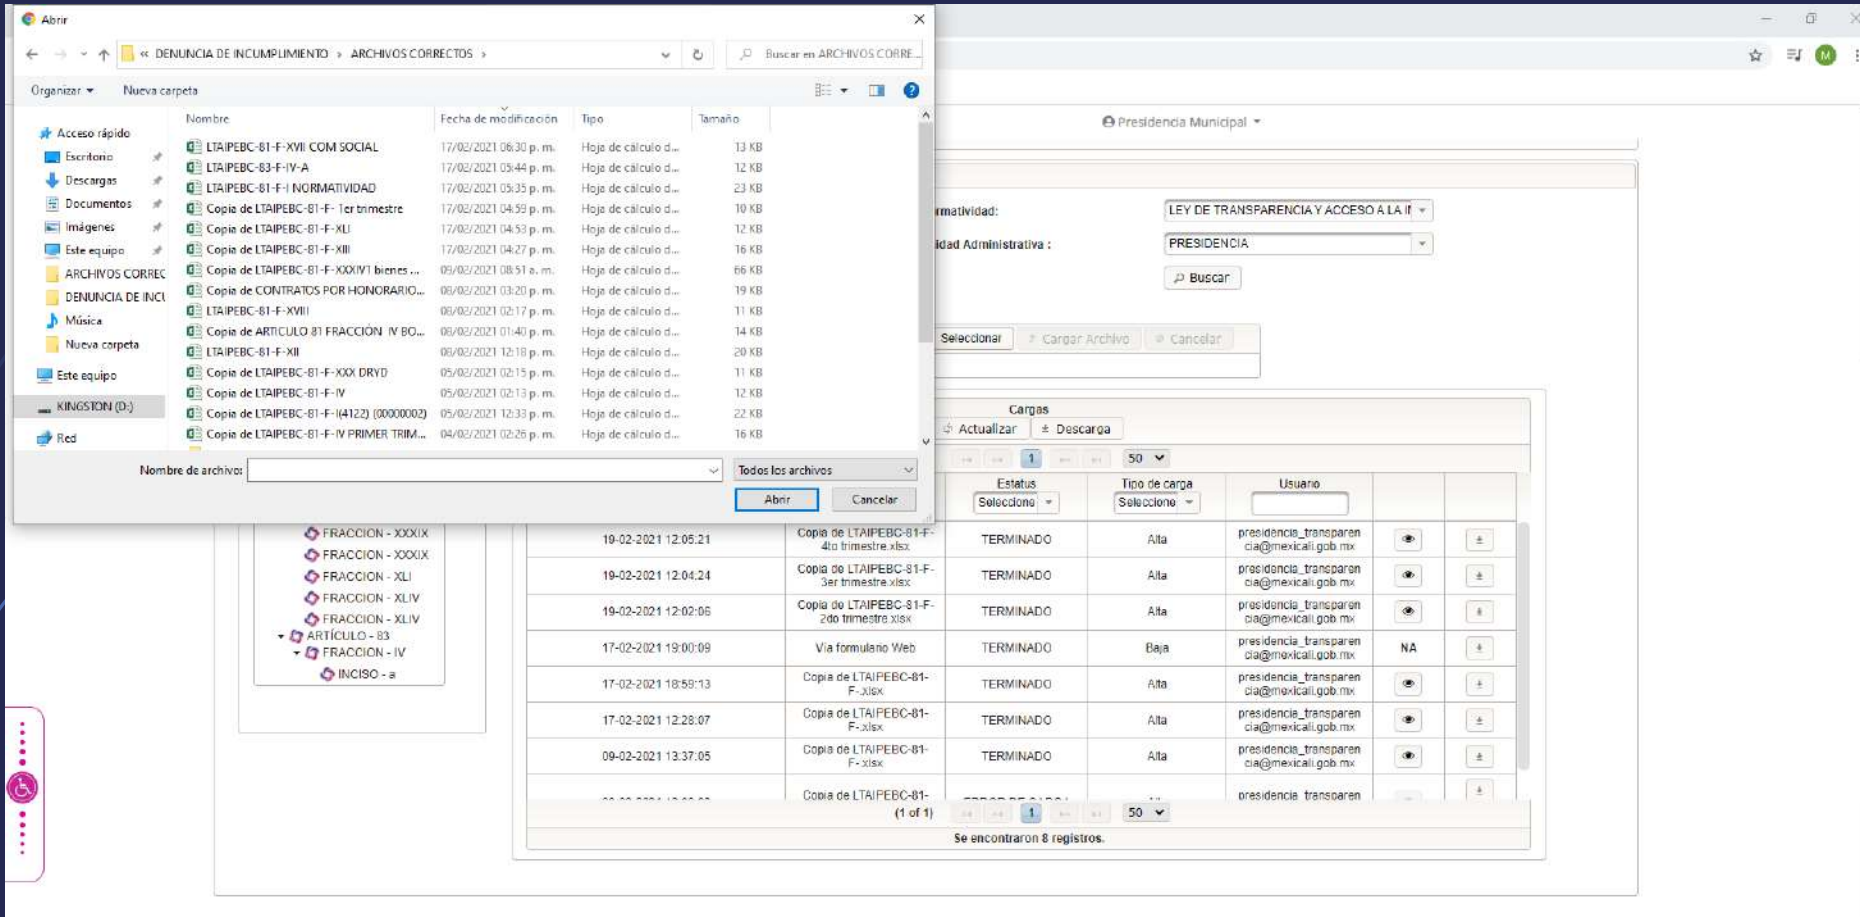 Abrir
« DENUNCIA DE INCUMPLIMIENTO › ARCHIVOS CORRECTOS ›
Buscar en ARCHIVOS CORRE...
M
Organizar
Nueva carpeta
Nombre
Fecha de modificación
Tipo
Tamaño
Acceso rápido
Escritorio
Descargas
Documentos
Imágenes
Este equipo
ARCHIVOS CORREC
DENUNCIA DE INCU
Música
Nueva carpeta
Este equipo
KINGSTON (D:)
Red
LTAIPEBC-81-F-XVII COM SOCIAL 17/02/2021 06:30 p. m. Hoja de cálculo d... 13 KB
LTAIPEBC-83-F-IV-A 17/02/2021 05:44 p. m. Hoja de cálculo d... 12 KB
LTAIPEBC-81-F-I NORMATIVIDAD 17/02/2021 05:35 p. m. Hoja de cálculo d... 23 KB
Copia de LTAIPEBC-81-F- 1er trimestre 17/02/2021 04:59 p. m. Hoja de cálculo d... 10 KB
Copia de LTAIPEBC-81-F-XLI 17/02/2021 04:53 p. m. Hoja de cálculo d... 12 KB
Copia de LTAIPEBC-81-F-XIII 17/02/2021 04:27 p. m. Hoja de cálculo d... 16 KB
Copia de LTAIPEBC-81-F-XXXIV1 bienes ... 09/02/2021 08:51 a. m. Hoja de cálculo d... 66 KB
Copia de CONTRATOS POR HONORARIO... 08/02/2021 03:20 p. m. Hoja de cálculo d... 19 KB
LTAIPEBC-81-F-XVIII 08/02/2021 02:17 p. m. Hoja de cálculo d... 11 KB
Copia de ARTICULO 81 FRACCIÓN IV BO... 08/02/2021 01:40 p. m. Hoja de cálculo d... 14 KB
LTAIPEBC-81-F-XII 08/02/2021 12:18 p. m. Hoja de cálculo d... 20 KB
Copia de LTAIPEBC-81-F-XXX DRYD 05/02/2021 02:15 p. m. Hoja de cálculo d... 11 KB
Copia de LTAIPEBC-81-F-IV 05/02/2021 02:13 p. m. Hoja de cálculo d... 12 KB
Copia de LTAIPEBC-81-F-I(4122) (00000002) 05/02/2021 12:33 p. m. Hoja de cálculo d... 22 KB
Copia de LTAIPEBC-81-F-IV PRIMER TRIM... 04/02/2021 02:26 p. m. Hoja de cálculo d... 16 KB
Nombre de archivo:
Todos los archivos
Abrir
Cancelar
Presidencia Municipal
rmatividad:
LEY DE TRANSPARENCIA Y ACCESO A LA IN
idad Administrativa :
PRESIDENCIA
Buscar
Seleccionar
Cargar Archivo
Cancelar
Cargas
Actualizar
Descarga
1
50
Estatus
Tipo de carga
Usuario
Seleccione
Seleccione
FRACCION - XXXIX
FRACCION - XXXIX
FRACCION - XLI
FRACCION - XLIV
FRACCION - XLIV
ARTÍCULO - 83
FRACCION - IV
INCISO - a
19-02-2021 12:05:21 Copia de LTAIPEBC-81-F- TERMINADO Alta presidencia_transparen
4to trimestre.xlsx cia@mexicali.gob.mx
19-02-2021 12:04:24 Copia de LTAIPEBC-81-F- TERMINADO Alta presidencia_transparen
3er trimestre.xlsx cia@mexicali.gob.mx
19-02-2021 12:02:06 Copia de LTAIPEBC-81-F- TERMINADO Alta presidencia_transparen
2do trimestre.xlsx cia@mexicali.gob.mx
17-02-2021 19:00:09 Vía formulario Web TERMINADO Baja presidencia_transparen NA
cia@mexicali.gob.mx
17-02-2021 18:59:13 Copia de LTAIPEBC-81- TERMINADO Alta presidencia_transparen
F-.xlsx cia@mexicali.gob.mx
17-02-2021 12:28:07 Copia de LTAIPEBC-81- TERMINADO Alta presidencia_transparen
F-.xlsx cia@mexicali.gob.mx
09-02-2021 13:37:05 Copia de LTAIPEBC-81- TERMINADO Alta presidencia_transparen
F-.xlsx cia@mexicali.gob.mx
Copia de LTAIPEBC-81- presidencia_transparen
(1 of 1)
1
50
Se encontraron 8 registros.